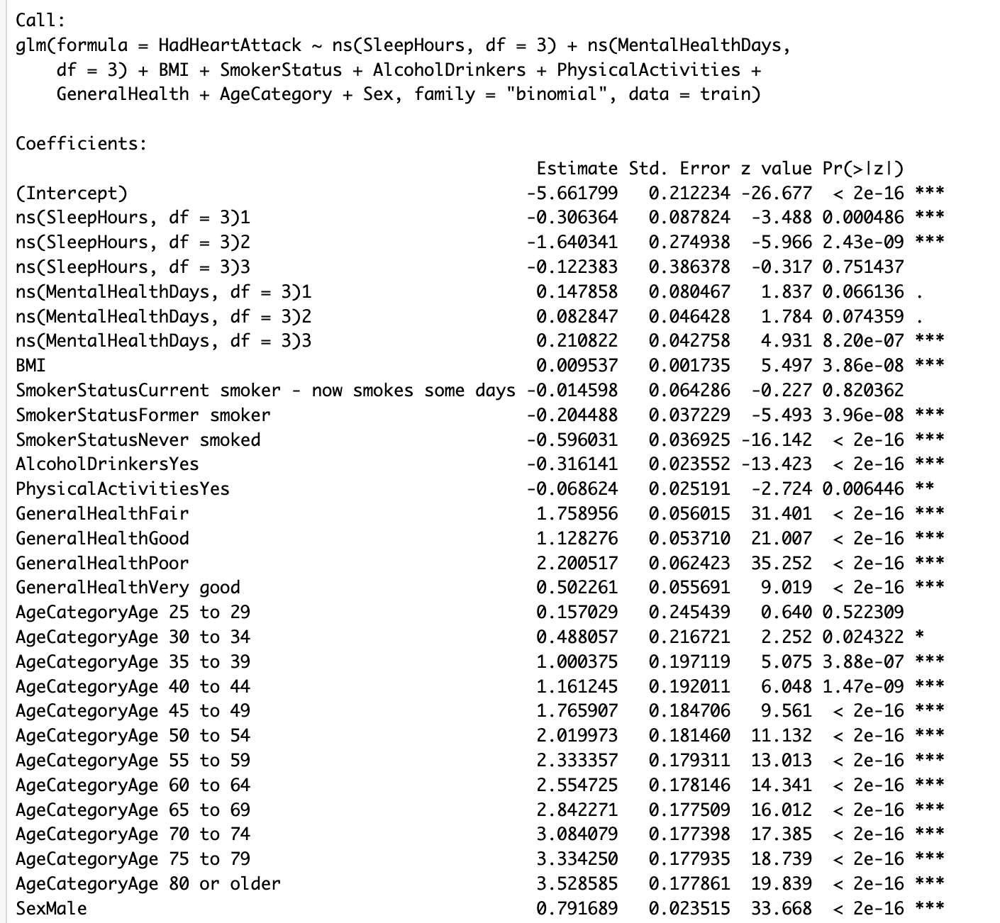 Call:
glm(formula = HadHeartAttack ~ ns(SleepHours, df = 3) + ns(MentalHealthDays,
    df = 3) + BMI + SmokerStatus + AlcoholDrinkers + PhysicalActivities +
    GeneralHealth + AgeCategory + Sex, family = "binomial", data = train)

Coefficients:
                                                   Estimate Std. Error z value Pr(>|z|)
(Intercept)                                       -5.661799   0.212234 -26.677  < 2e-16 ***
ns(SleepHours, df = 3)1                           -0.306364   0.087824  -3.488 0.000486 ***
ns(SleepHours, df = 3)2                           -1.640341   0.274938  -5.966 2.43e-09 ***
ns(SleepHours, df = 3)3                           -0.122383   0.386378  -0.317 0.751437
ns(MentalHealthDays, df = 3)1                      0.147858   0.080467   1.837 0.066136 .
ns(MentalHealthDays, df = 3)2                      0.082847   0.046428   1.784 0.074359 .
ns(MentalHealthDays, df = 3)3                      0.210822   0.042758   4.931 8.20e-07 ***
BMI                                                0.009537   0.001735   5.497 3.86e-08 ***
SmokerStatusCurrent smoker - now smokes some days -0.014598   0.064286  -0.227 0.820362
SmokerStatusFormer smoker                         -0.204488   0.037229  -5.493 3.96e-08 ***
SmokerStatusNever smoked                          -0.596031   0.036925 -16.142  < 2e-16 ***
AlcoholDrinkersYes                                -0.316141   0.023552 -13.423  < 2e-16 ***
PhysicalActivitiesYes                             -0.068624   0.025191  -2.724 0.006446 **
GeneralHealthFair                                  1.758956   0.056015  31.401  < 2e-16 ***
GeneralHealthGood                                  1.128276   0.053710  21.007  < 2e-16 ***
GeneralHealthPoor                                  2.200517   0.062423  35.252  < 2e-16 ***
GeneralHealthVery good                             0.502261   0.055691   9.019  < 2e-16 ***
AgeCategoryAge 25 to 29                            0.157029   0.245439   0.640 0.522309
AgeCategoryAge 30 to 34                            0.488057   0.216721   2.252 0.024322 *
AgeCategoryAge 35 to 39                            1.000375   0.197119   5.075 3.88e-07 ***
AgeCategoryAge 40 to 44                            1.161245   0.192011   6.048 1.47e-09 ***
AgeCategoryAge 45 to 49                            1.765907   0.184706   9.561  < 2e-16 ***
AgeCategoryAge 50 to 54                            2.019973   0.181460  11.132  < 2e-16 ***
AgeCategoryAge 55 to 59                            2.333357   0.179311  13.013  < 2e-16 ***
AgeCategoryAge 60 to 64                            2.554725   0.178146  14.341  < 2e-16 ***
AgeCategoryAge 65 to 69                            2.842271   0.177509  16.012  < 2e-16 ***
AgeCategoryAge 70 to 74                            3.084079   0.177398  17.385  < 2e-16 ***
AgeCategoryAge 75 to 79                            3.334250   0.177935  18.739  < 2e-16 ***
AgeCategoryAge 80 or older                         3.528585   0.177861  19.839  < 2e-16 ***
SexMale                                            0.791689   0.023515  33.668  < 2e-16 ***